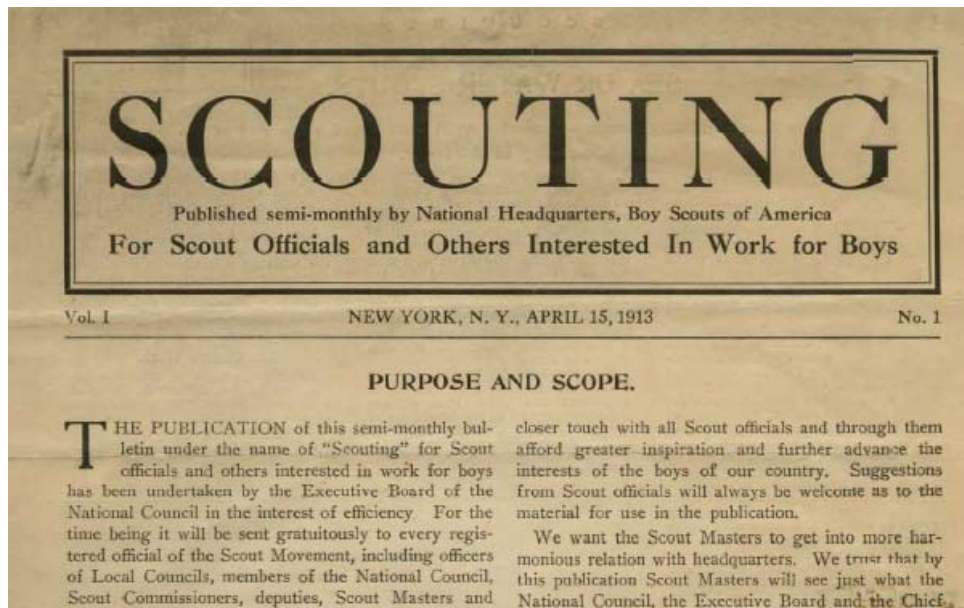 SCOUTING
Published semi-monthly by National Headquarters, Boy Scouts of America
For Scout Officials and Others Interested In Work for Boys
Vol. I NEW YORK, N. Y., APRIL 15, 1913 No. 1
PURPOSE AND SCOPE.
THE PUBLICATION of this semi-monthly bul-
letin under the name of "Scouting" for Scout
officials and others interested in work for boys
has been undertaken by the Executive Board of the
National Council in the interest of efficiency For the
time being it will be sent gratuitously to every regis-
tered official of the Scout Movement, including officers
of Local Councils, members of the National Council,
Scout Commissioners, deputies, Scout Masters and
closer touch with all Scout officials and through them
afford greater inspiration and further advance the
interests of the boys of our country. Suggestions
from Scout officials will always be welcome as to the
material for use in the publication.
We want the Scout Masters to get into more har-
monious relation with headquarters. We trust that by
this publication Scout Masters will see just what the
National Council, the Executive Board and the Chief